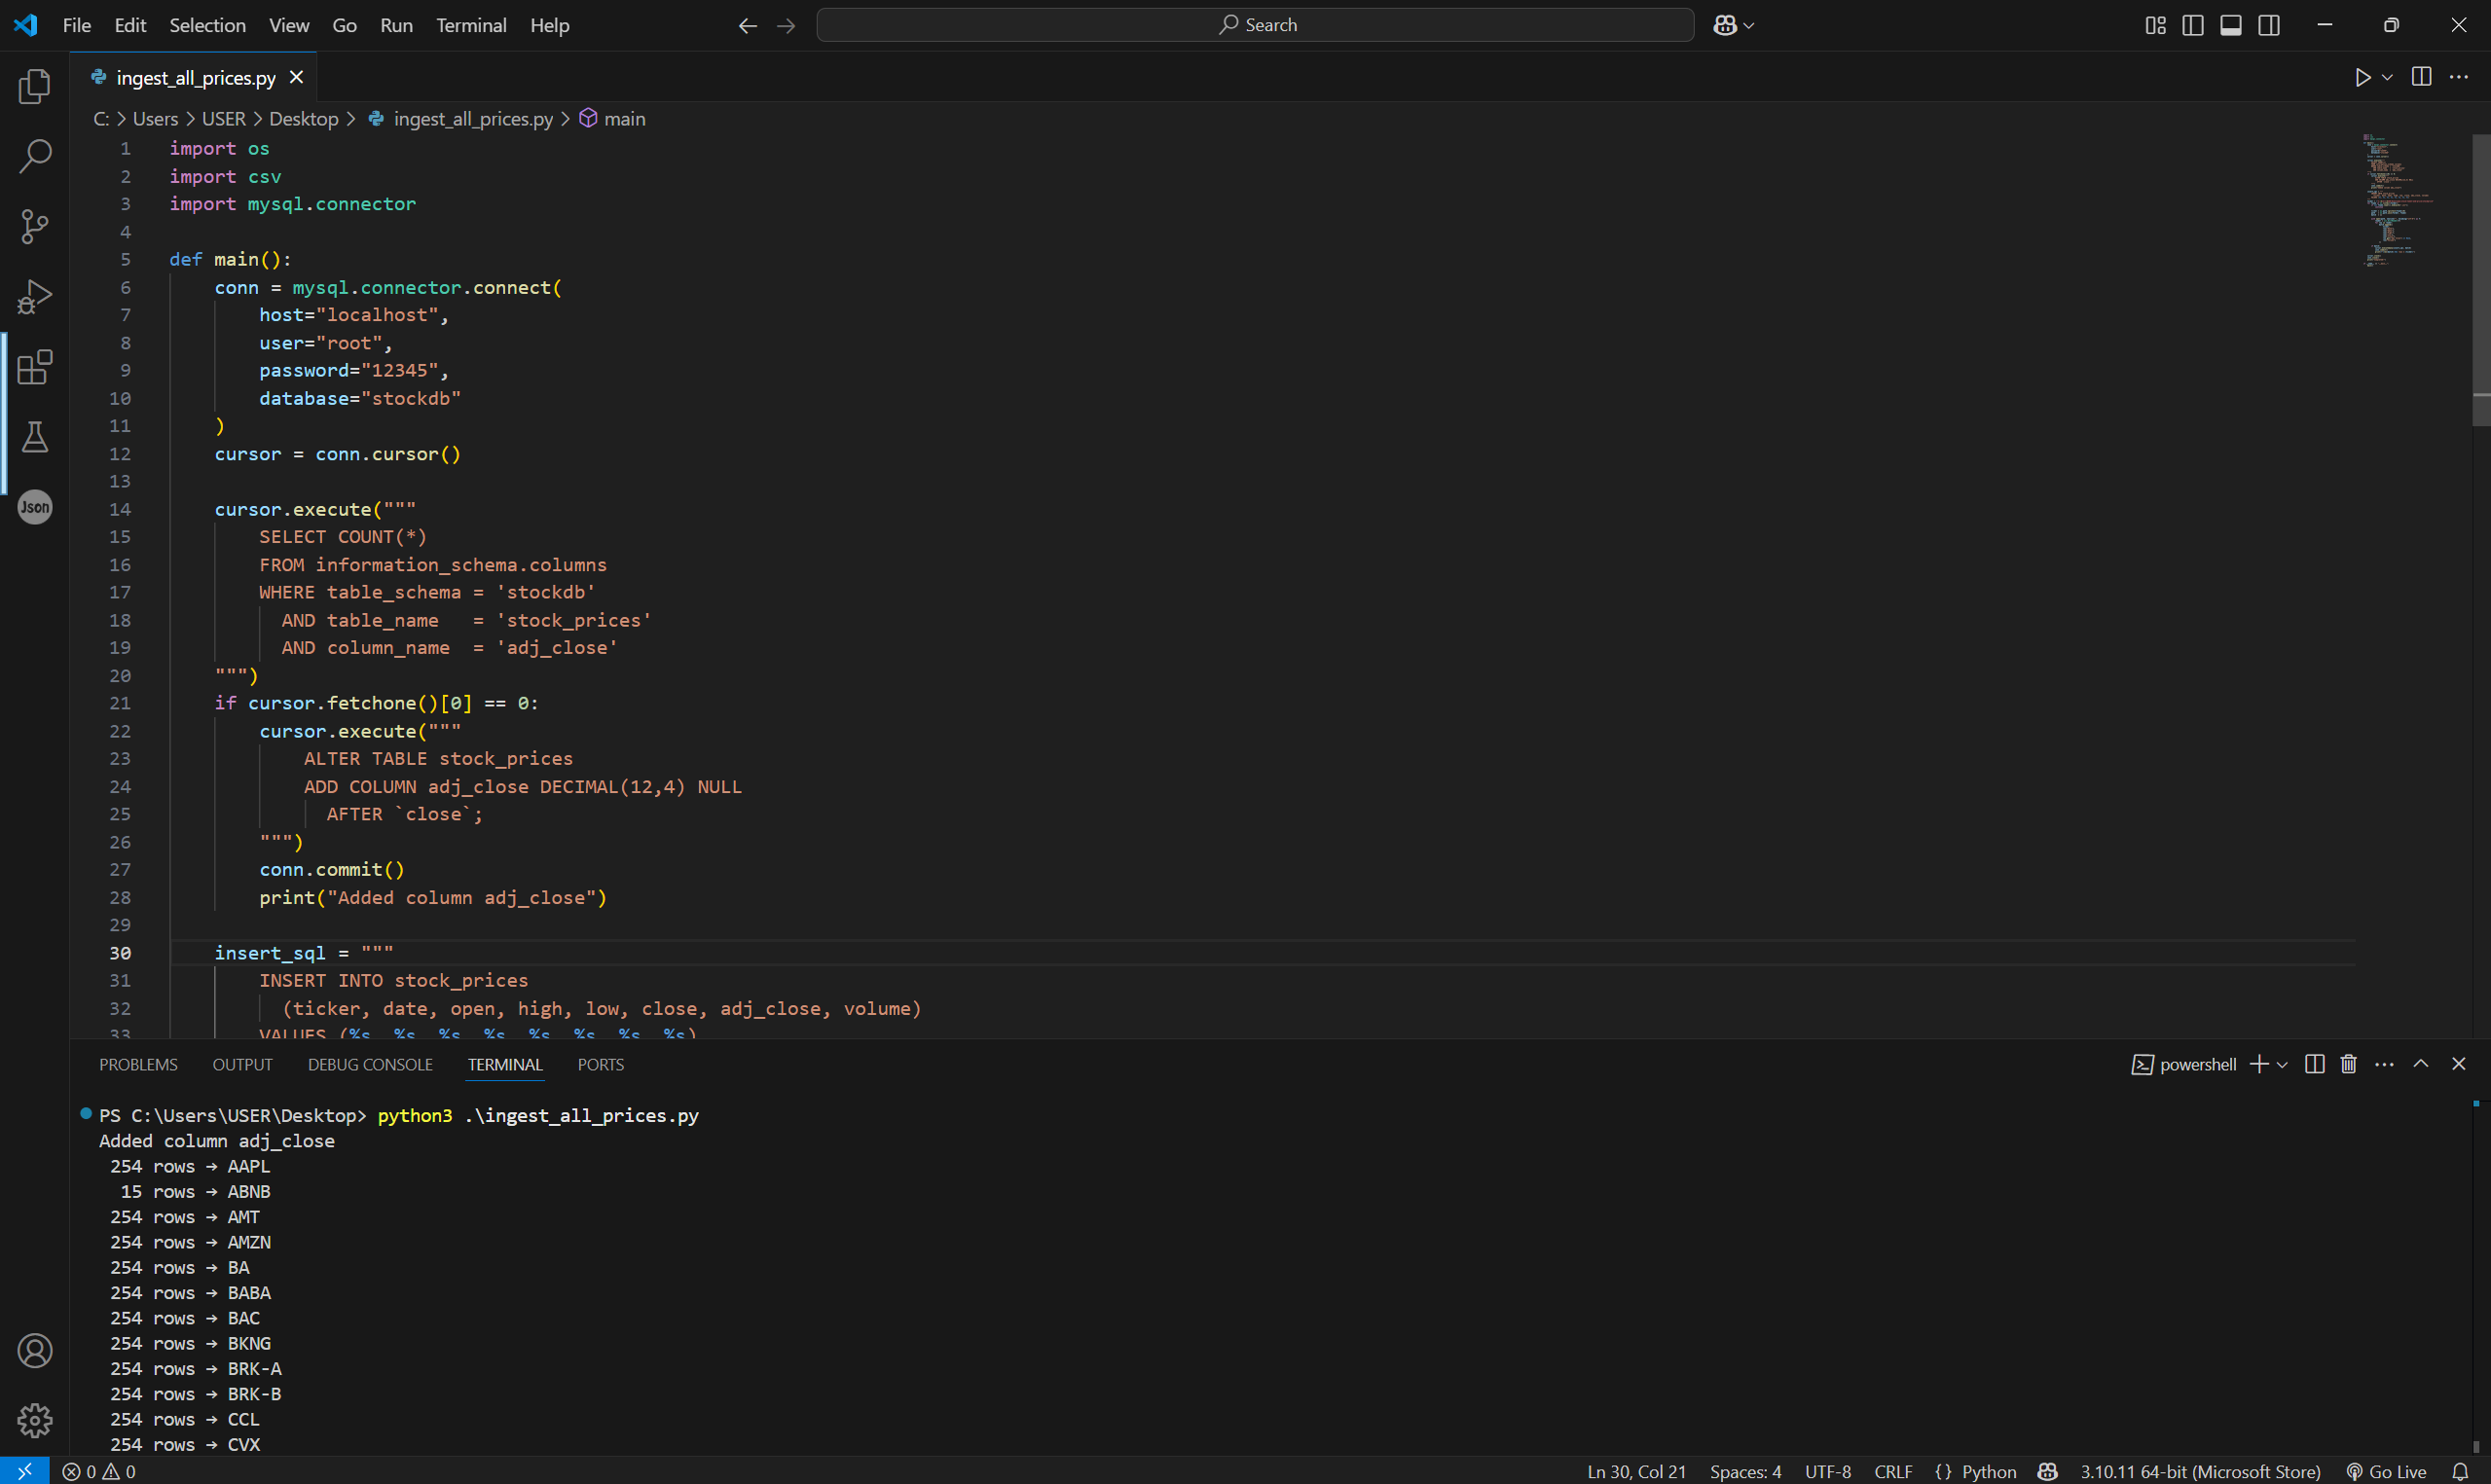 File Edit Selection View Go Run Terminal Help
Search
ingest_all_prices.py
C: > Users > USER > Desktop > ingest_all_prices.py > main
1 import os
2 import csv
3 import mysql.connector
4
5 def main():
6     conn = mysql.connector.connect(
7         host="localhost",
8         user="root",
9         password="12345",
10         database="stockdb"
11     )
12     cursor = conn.cursor()
13
14     cursor.execute("""
15         SELECT COUNT(*)
16         FROM information_schema.columns
17         WHERE table_schema = 'stockdb'
18           AND table_name   = 'stock_prices'
19           AND column_name  = 'adj_close'
20     """)
21     if cursor.fetchone()[0] == 0:
22         cursor.execute("""
23             ALTER TABLE stock_prices
24             ADD COLUMN adj_close DECIMAL(12,4) NULL
25               AFTER `close`;
26         """)
27         conn.commit()
28         print("Added column adj_close")
29
30     insert_sql = """
31         INSERT INTO stock_prices
32           (ticker, date, open, high, low, close, adj_close, volume)
33         VALUES (%s, %s, %s, %s, %s, %s, %s, %s)
PROBLEMS OUTPUT DEBUG CONSOLE TERMINAL PORTS
powershell
PS C:\Users\USER\Desktop> python3 .\ingest_all_prices.py
Added column adj_close
254 rows → AAPL
15 rows → ABNB
254 rows → AMT
254 rows → AMZN
254 rows → BA
254 rows → BABA
254 rows → BAC
254 rows → BKNG
254 rows → BRK-A
254 rows → BRK-B
254 rows → CCL
254 rows → CVX
Json
0 0
Ln 30, Col 21 Spaces: 4 UTF-8 CRLF {} Python 3.10.11 64-bit (Microsoft Store) Go Live